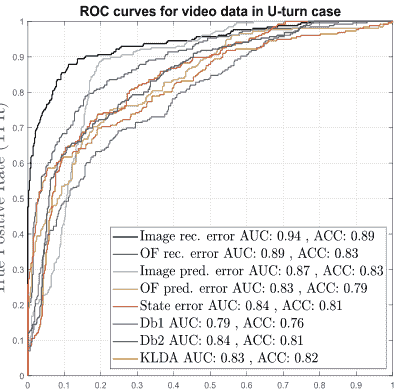 ROC curves for video data in U-turn case
1
0.9
0.8
0.7
0.6
0.5
0.4
0.3
0.2
0.1
0
Image rec. error AUC: 0.94 , ACC: 0.89
OF rec. error AUC: 0.89 , ACC: 0.83
Image pred. error AUC: 0.87 , ACC: 0.83
OF pred. error AUC: 0.83 , ACC: 0.79
State error AUC: 0.84 , ACC: 0.81
Db1 AUC: 0.79 , ACC: 0.76
Db2 AUC: 0.84 , ACC: 0.81
KLDA AUC: 0.83 , ACC: 0.82
0 0.1 0.2 0.3 0.4 0.5 0.6 0.7 0.8 0.9 1